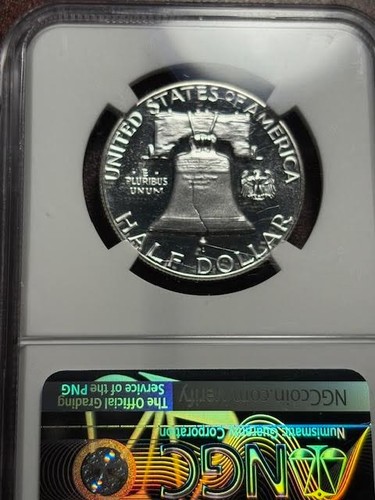 UNITED STATES OF AMERICA
E
PLURIBUS
UNUM
HALF DOLLAR
The Official Grading
Service of the PNG
NGCcoin.com/verify
Numismatic Guaranty Corporation
NGC